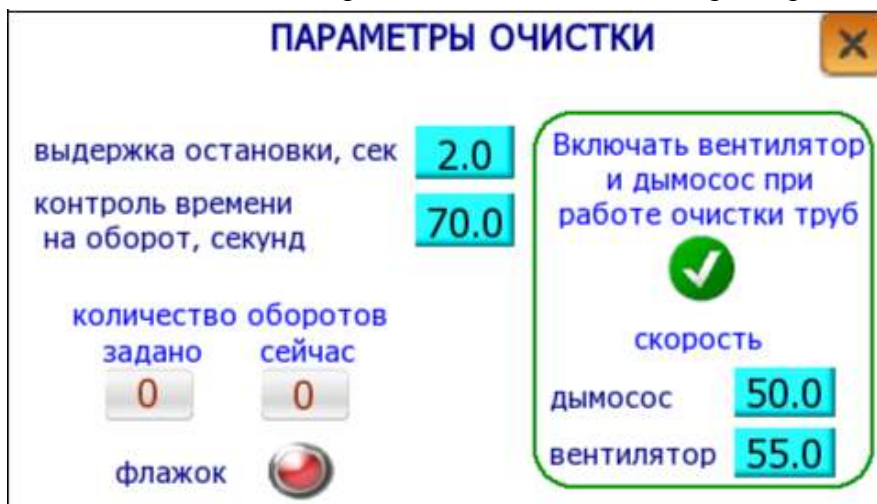 ПАРАМЕТРЫ ОЧИСТКИ
выдержка остановки, сек 2.0
контроль времени
на оборот, секунд 70.0
количество оборотов
задано сейчас
0 0
флажок
Включать вентилятор
и дымосос при
работе очистки труб
скорость
дымосос 50.0
вентилятор 55.0